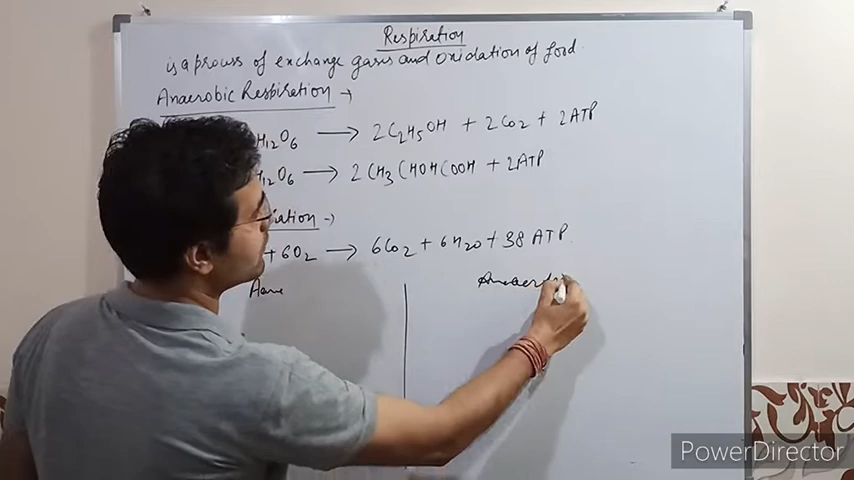 Respiration
is a process of exchange gases and oxidation of food.
Anaerobic Respiration →
H12O6 → 2C2H5OH + 2CO2 + 2ATP
H12O6 → 2CH3CHOHCOOH + 2ATP
iation →
+ 6O2 → 6CO2 + 6H2O + 38 ATP
PowerDirector